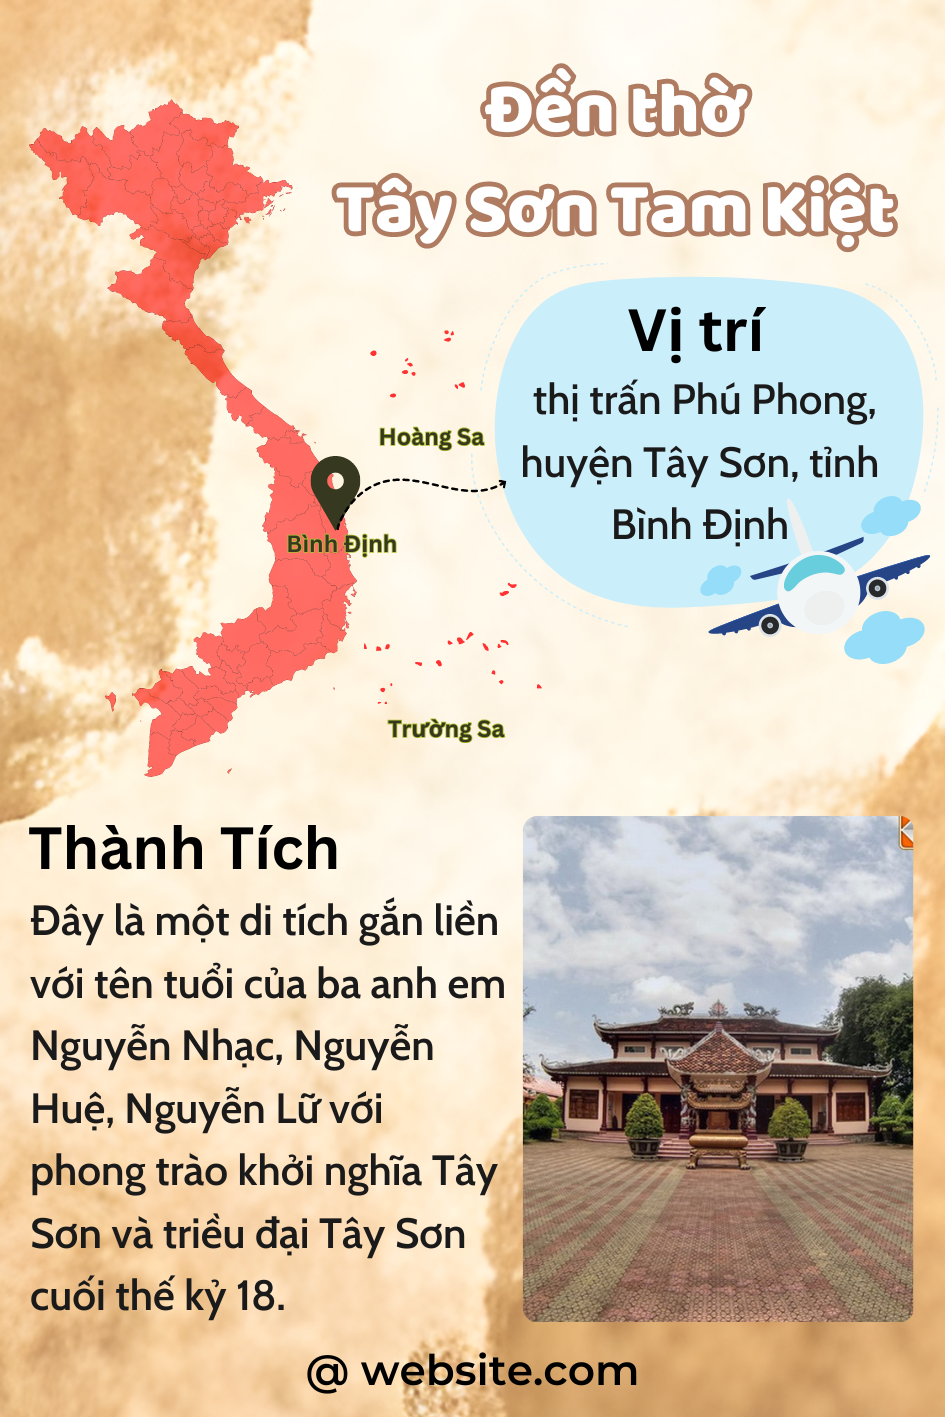 Đền thờ
Tây Sơn Tam Kiệt
Vị trí
thị trấn Phú Phong,
huyện Tây Sơn, tỉnh
Bình Định
Hoàng Sa
Bình Định
Trường Sa
Thành Tích
Đây là một di tích gắn liền
với tên tuổi của ba anh em
Nguyễn Nhạc, Nguyễn
Huệ, Nguyễn Lữ với
phong trào khởi nghĩa Tây
Sơn và triều đại Tây Sơn
cuối thế kỷ 18.
@ website.com